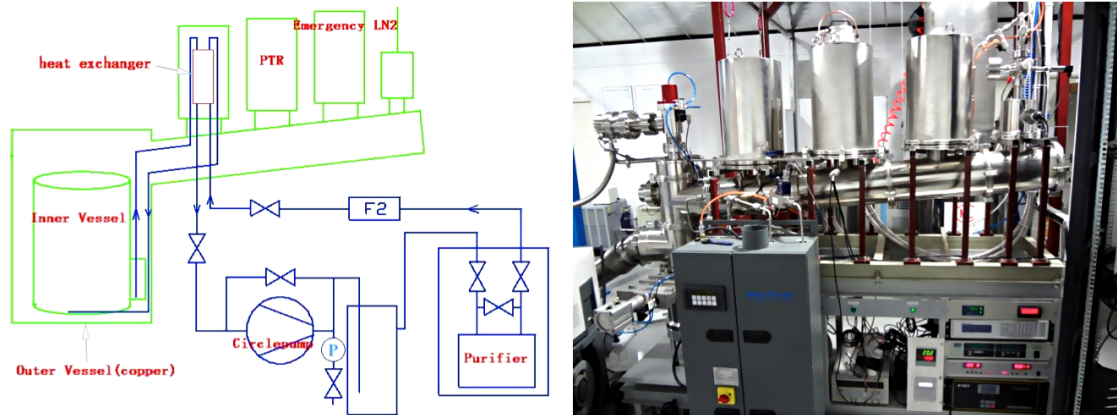 Emergency LN2
PTR
heat exchanger
Inner Vessel
F2
Circlepump
P
Purifier
Outer Vessel(copper)